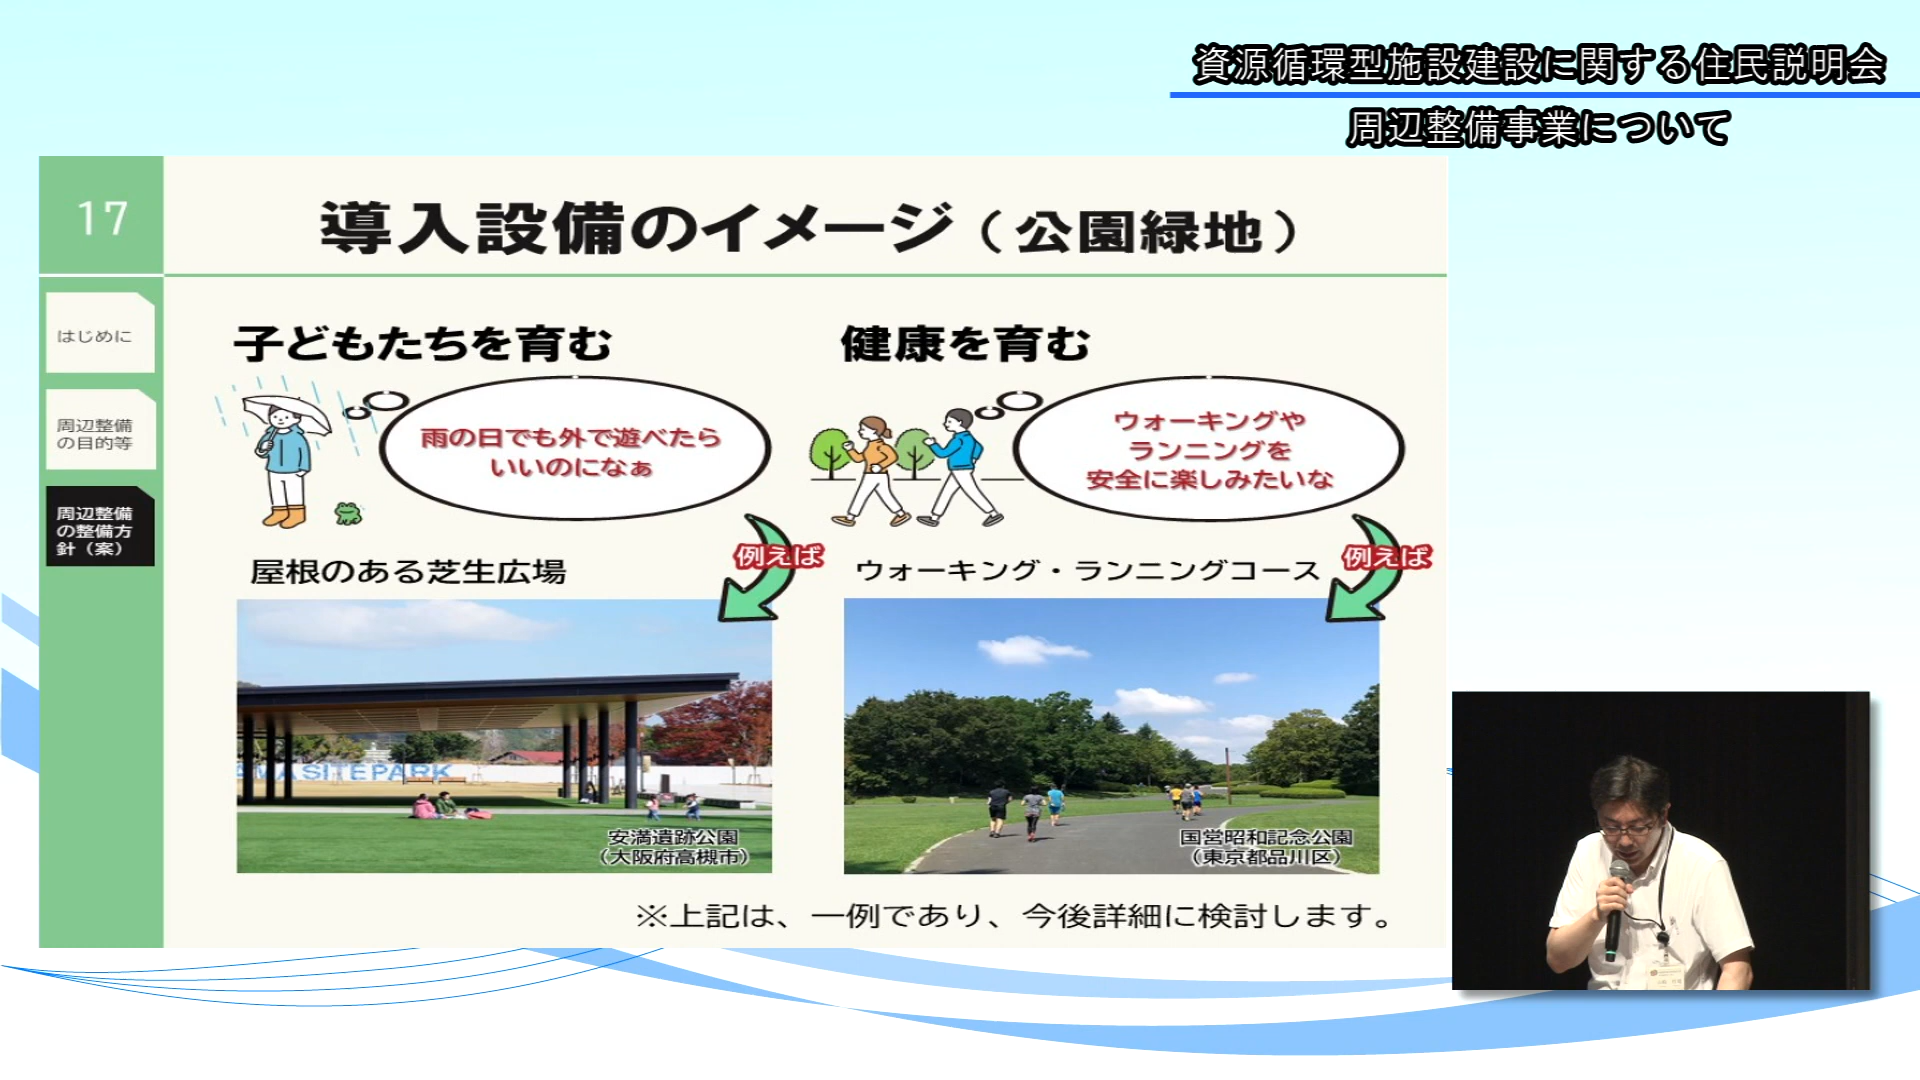 資源循環型施設建設に関する住民説明会
周辺整備事業について
17
導入設備のイメージ（公園緑地）
はじめに
周辺整備
の目的等
周辺整備
の整備方
針（案）
子どもたちを育む
雨の日でも外で遊べたら
いいのになぁ
例えば
屋根のある芝生広場
SITE PARK
安満遺跡公園
（大阪府高槻市）
健康を育む
ウォーキングや
ランニングを
安全に楽しみたいな
例えば
ウォーキング・ランニングコース
国営昭和記念公園
（東京都品川区）
※上記は、一例であり、今後詳細に検討します。